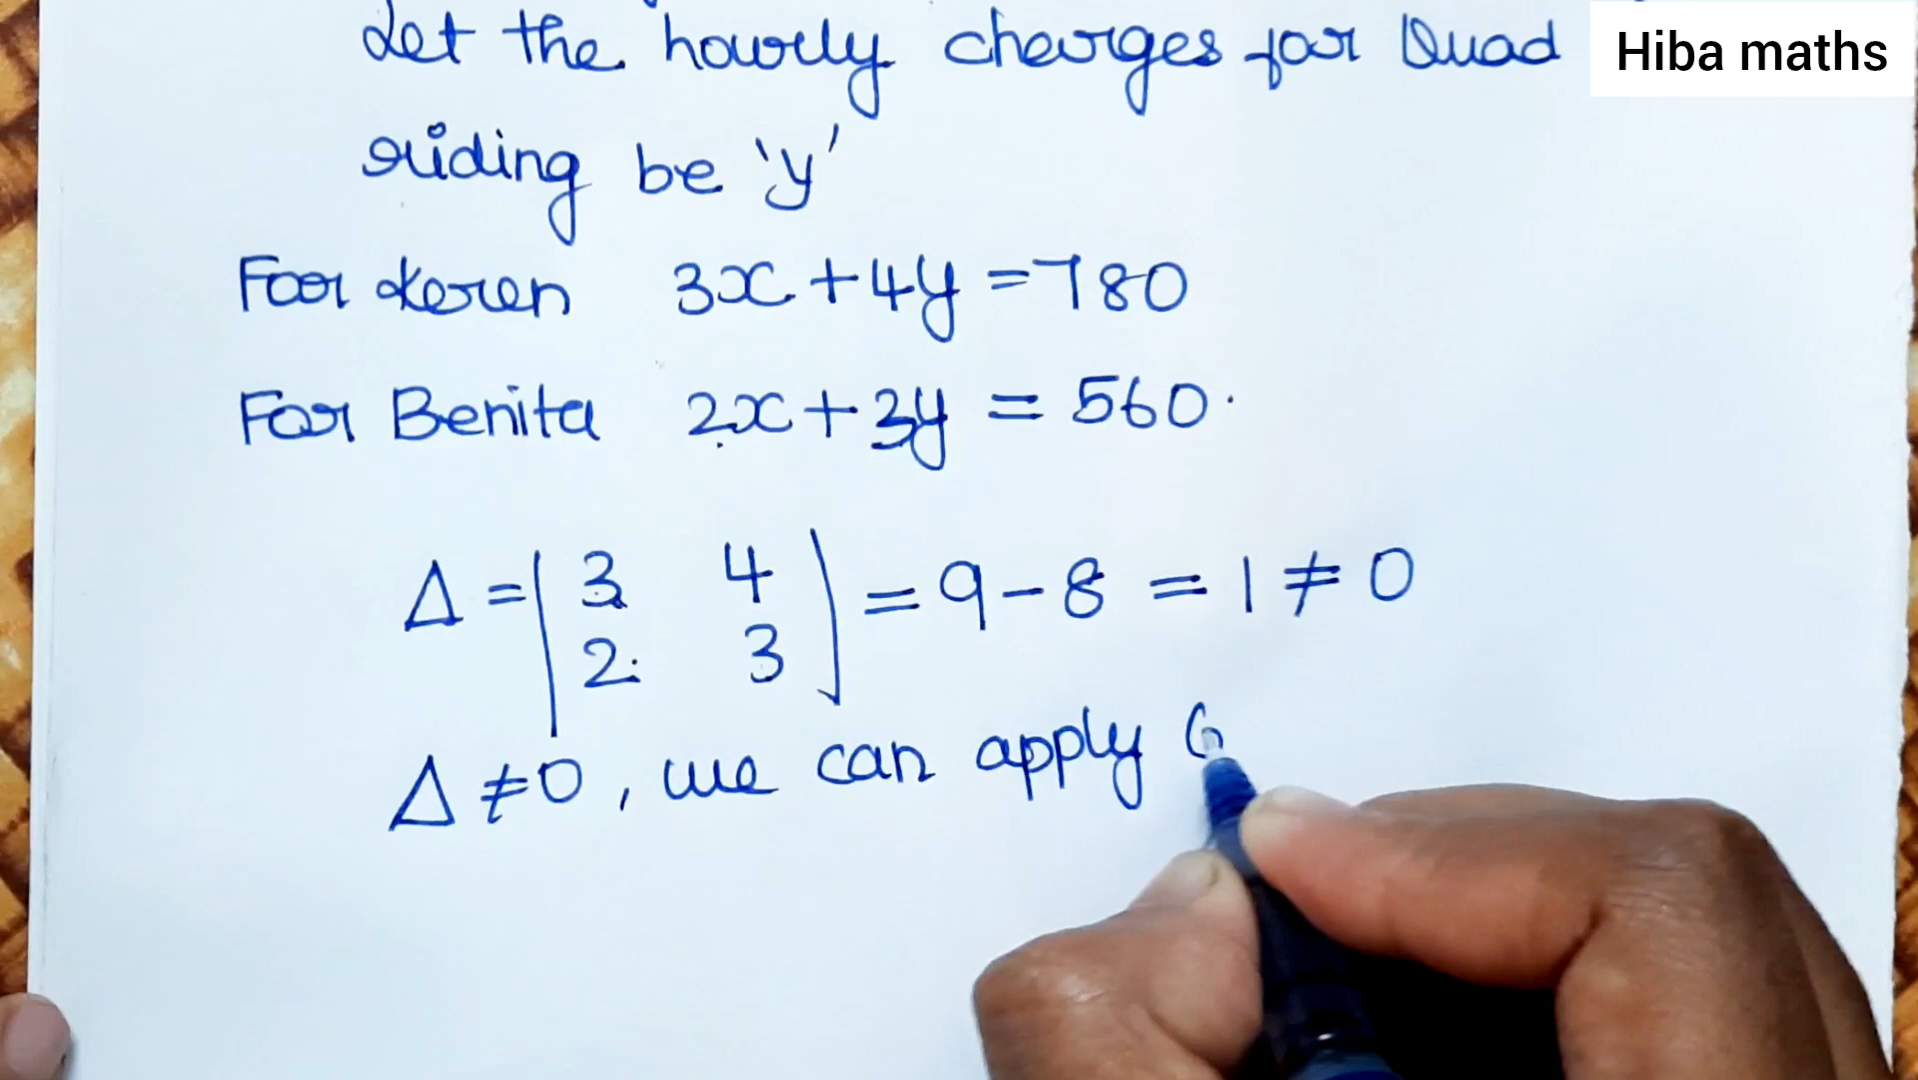 Let the hourly charges for Quad
Hiba maths
riding be 'y'
For Keren 3x + 4y = 780
For Benita 2x + 3y = 560.
Δ = | 3 4 | = 9 - 8 = 1 ≠ 0
2 3
Δ ≠ 0, we can apply